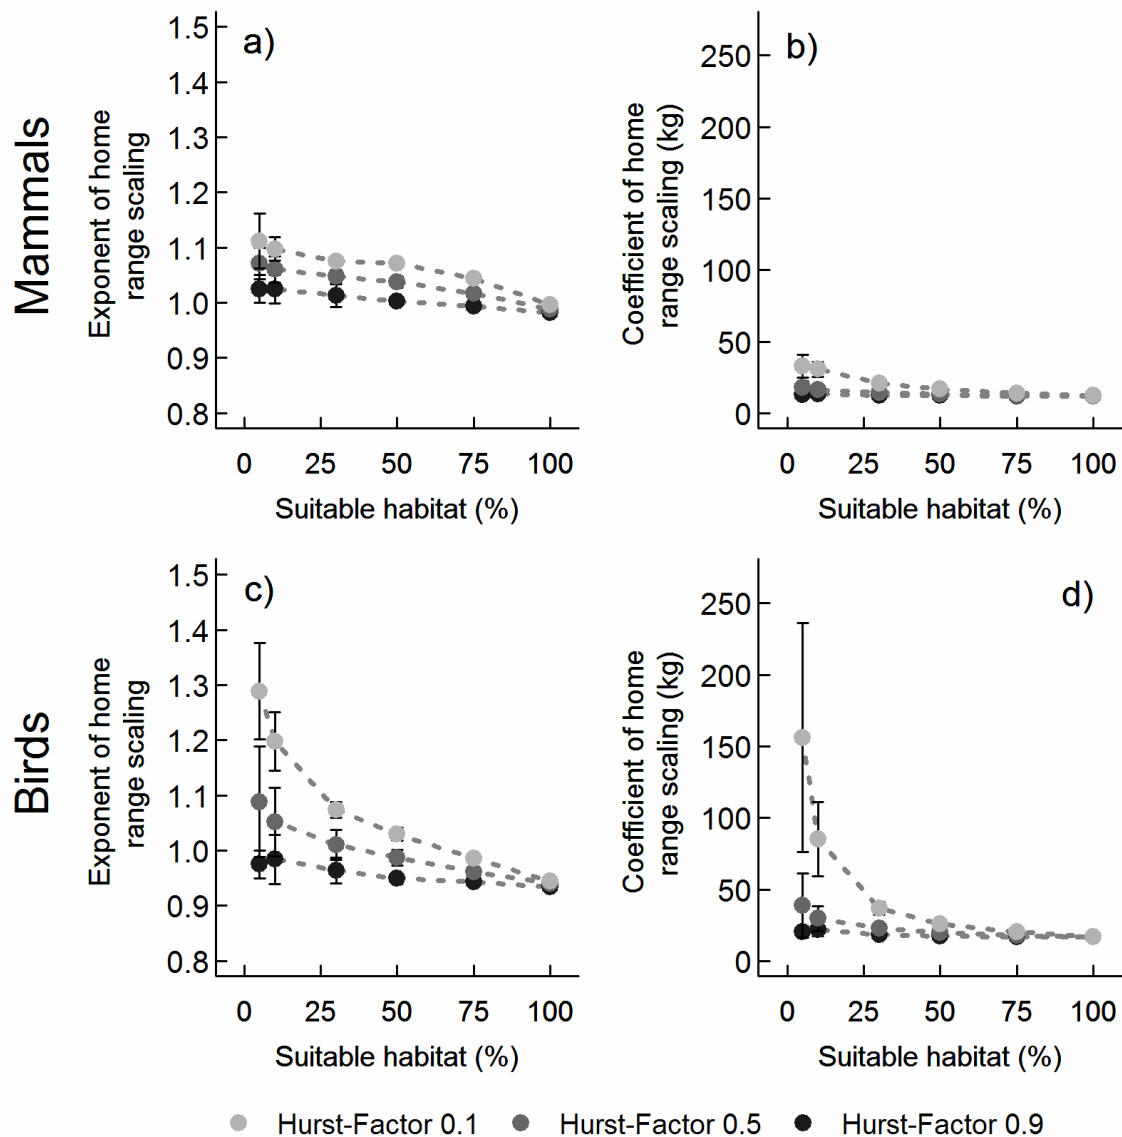 Mammals
a)
Exponent of home
range scaling
1.5
1.4
1.3
1.2
1.1
1.0
0.9
0.8
0 25 50 75 100
Suitable habitat (%)
b)
Coefficient of home
range scaling (kg)
250
200
150
100
50
0
0 25 50 75 100
Suitable habitat (%)
Birds
c)
Exponent of home
range scaling
1.5
1.4
1.3
1.2
1.1
1.0
0.9
0.8
0 25 50 75 100
Suitable habitat (%)
d)
Coefficient of home
range scaling (kg)
250
200
150
100
50
0
0 25 50 75 100
Suitable habitat (%)
Hurst-Factor 0.1 Hurst-Factor 0.5 Hurst-Factor 0.9